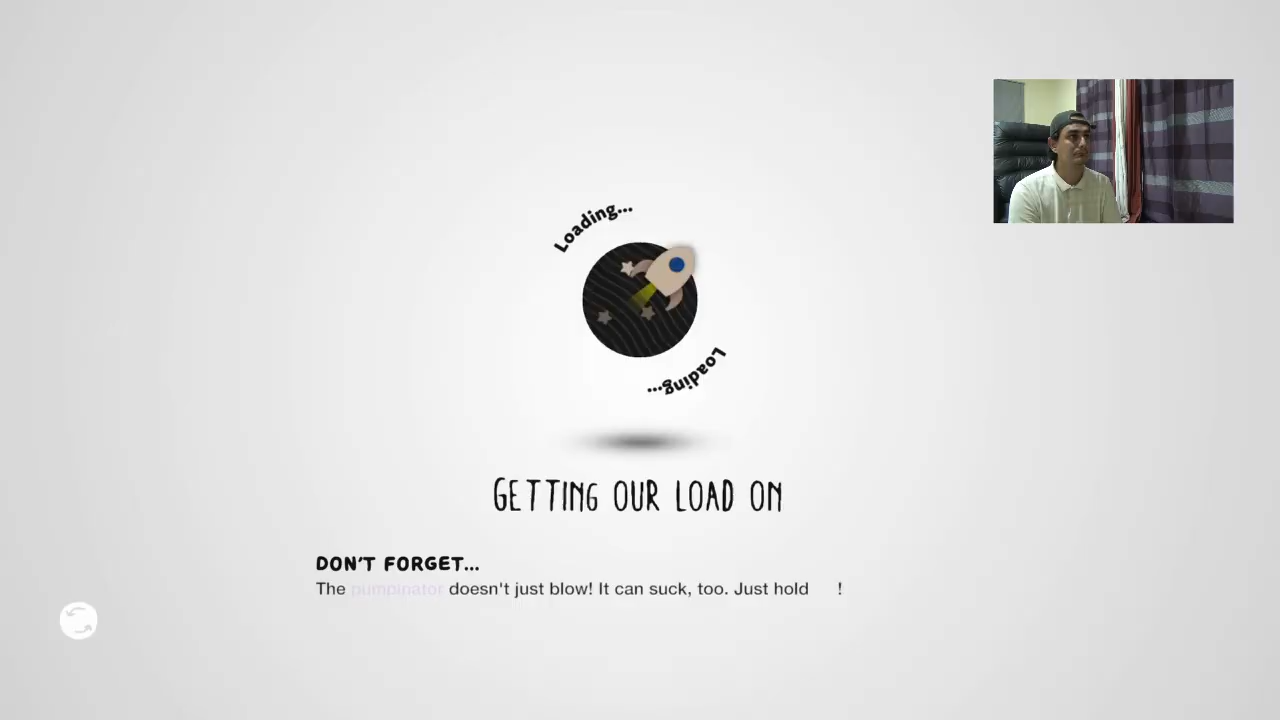 Loading...
Loading...
GETTING OUR LOAD ON
DON'T FORGET...
The pumpinator doesn't just blow! It can suck, too. Just hold !